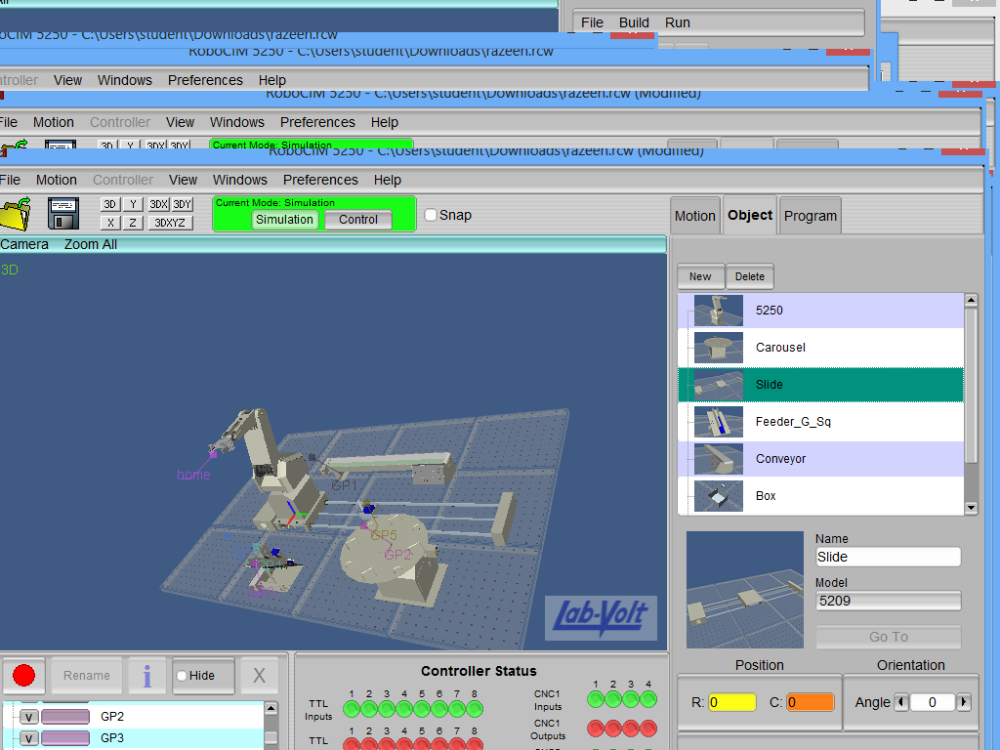 File Build Run
5250 - C:\Users\student\Downloads\razeen.rcw
RoboCIM 5250 - C:\Users\student\Downloads\razeen.rcw
View Windows Preferences Help
RoboCIM 5250 - C:\Users\student\Downloads\razeen.rcw (Modified)
File Motion Controller View Windows Preferences Help
3D Y 3DX 3DY
Current Mode: Simulation
RoboCIM 5250 - C:\Users\student\Downloads\razeen.rcw (Modified)
File Motion Controller View Windows Preferences Help
3D Y 3DX 3DY
X Z 3DXYZ
Current Mode: Simulation
Simulation Control
Snap
Motion Object Program
Camera Zoom All
3D
home
GP1
GP5
GP2
Lab-Volt
New Delete
5250
Carousel
Slide
Feeder_G_Sq
Conveyor
Box
Name
Slide
Model
5209
Go To
Position Orientation
R: 0 C: 0 Angle 0
Rename i Hide X
V GP2
V GP3
Controller Status
1 2 3 4 5 6 7 8
TTL
Inputs
1 2 3 4 5 6 7 8
TTL
1 2 3 4
CNC1
Inputs
CNC1
Outputs